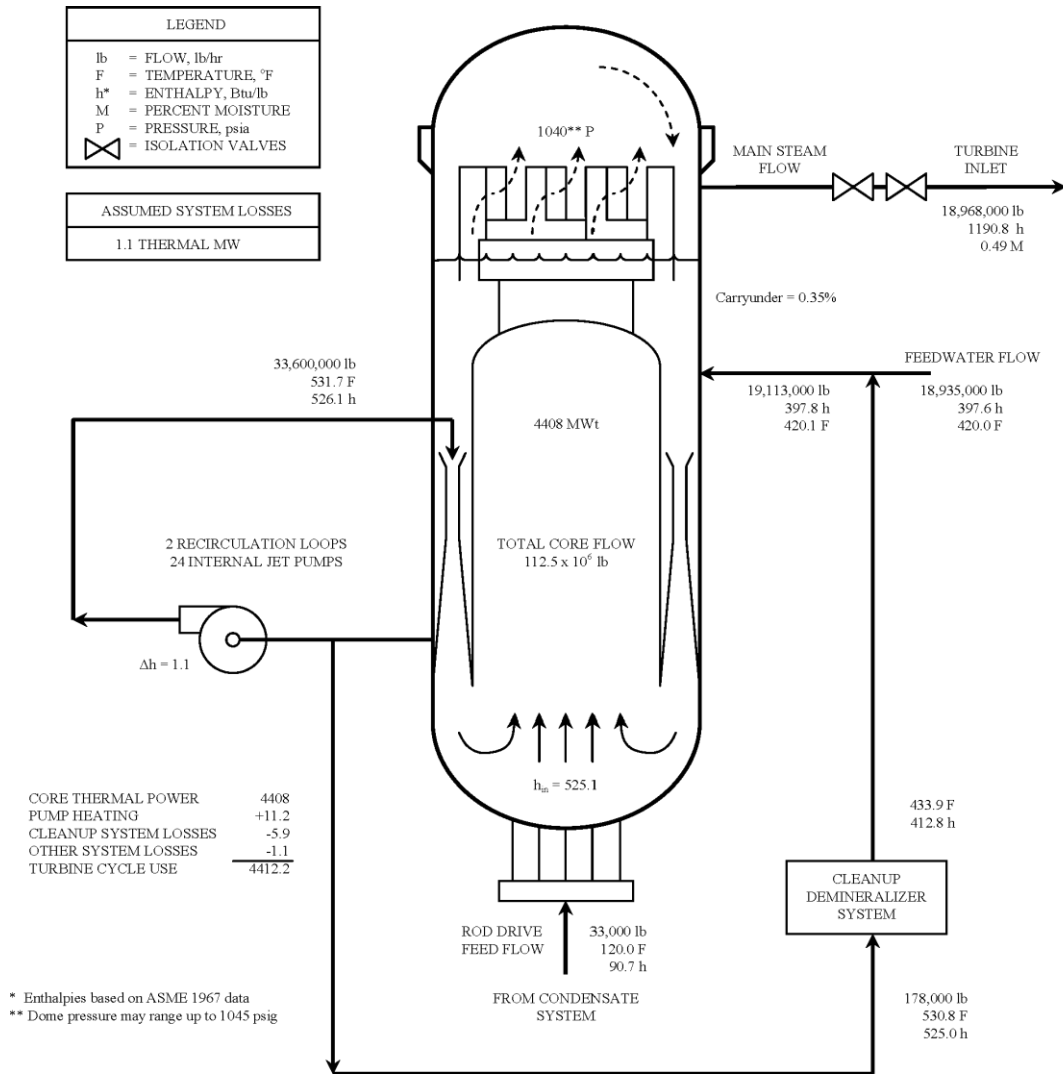 LEGEND
lb = FLOW, lb/hr
F = TEMPERATURE, °F
h* = ENTHALPY, Btu/lb
M = PERCENT MOISTURE
P = PRESSURE, psia
= ISOLATION VALVES
ASSUMED SYSTEM LOSSES
1.1 THERMAL MW
1040** P
MAIN STEAM
FLOW
TURBINE
INLET
18,968,000 lb
1190.8 h
0.49 M
Carryunder = 0.35%
33,600,000 lb
531.7 F
526.1 h
FEEDWATER FLOW
19,113,000 lb
397.8 h
420.1 F
18,935,000 lb
397.6 h
420.0 F
4408 MWt
2 RECIRCULATION LOOPS
24 INTERNAL JET PUMPS
TOTAL CORE FLOW
112.5 x 10⁶ lb
Δh = 1.1
hᵢₙ = 525.1
CORE THERMAL POWER 4408
PUMP HEATING +11.2
CLEANUP SYSTEM LOSSES -5.9
OTHER SYSTEM LOSSES -1.1
TURBINE CYCLE USE 4412.2
433.9 F
412.8 h
CLEANUP
DEMINERALIZER
SYSTEM
ROD DRIVE
FEED FLOW
33,000 lb
120.0 F
90.7 h
FROM CONDENSATE
SYSTEM
178,000 lb
530.8 F
525.0 h
* Enthalpies based on ASME 1967 data
** Dome pressure may range up to 1045 psig